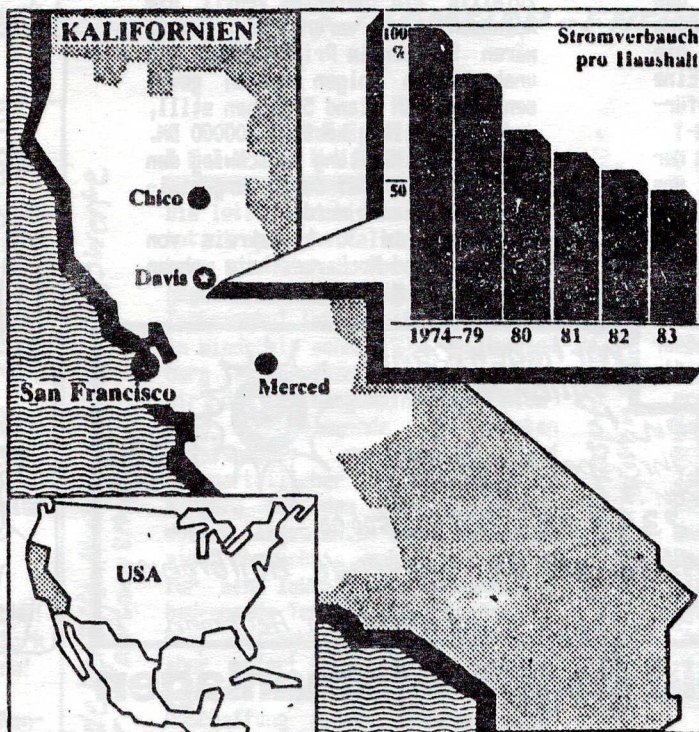 KALIFORNIEN
Chico
Davis
San Francisco
Merced
USA
100
%
50
Stromverbauch
pro Haushalt
1974–79 80 81 82 83